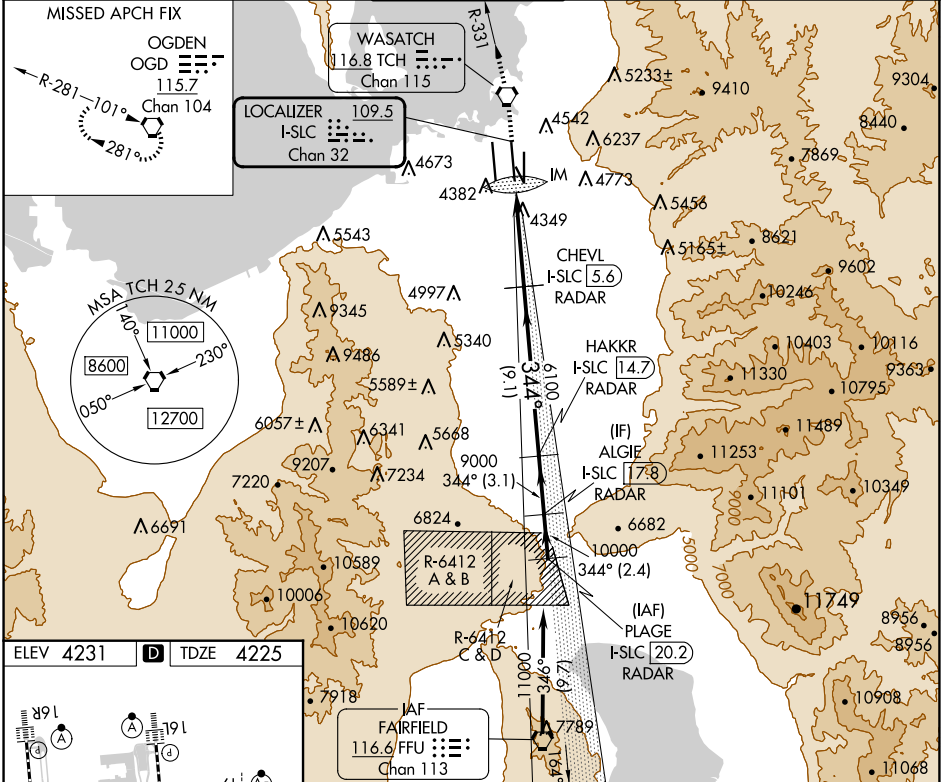 MISSED APCH FIX
OGDEN
OGD
115.7
Chan 104
R-281
101°
281°
WASATCH
116.8 TCH
Chan 115
R-331
LOCALIZER 109.5
I-SLC
Chan 32
5233±
9410
9304
8440
4542
6237
7869
4673
4382
IM
4773
4349
5456
5543
5165±
8621
CHEVL
I-SLC 5.6
RADAR
9602
10246
MSA TCH 25 NM
140°
11000
8600
230°
050°
12700
4997
9345
5340
9486
5589±
HAKKR
I-SLC 14.7
RADAR
10403
10116
11330
9363
10795
344°
6100
(9.1)
6057±
6341
5668
11489
(IF)
ALGIE
I-SLC 17.8
RADAR
11253
9207
7220
7234
9000
344° (3.1)
11101
10349
6691
6824
6682
7000
5000
R-6412
A & B
10000
344° (2.4)
10589
10006
10620
(IAF)
PLAGE
I-SLC 20.2
RADAR
11749
8956
8956
R-6412
C & D
ELEV 4231
D
TDZE 4225
11000
346°
(9.7)
7918
IAF
FAIRFIELD
116.6 FFU
Chan 113
7789
164°
10908
11068
16R
A
P
A
16L
P